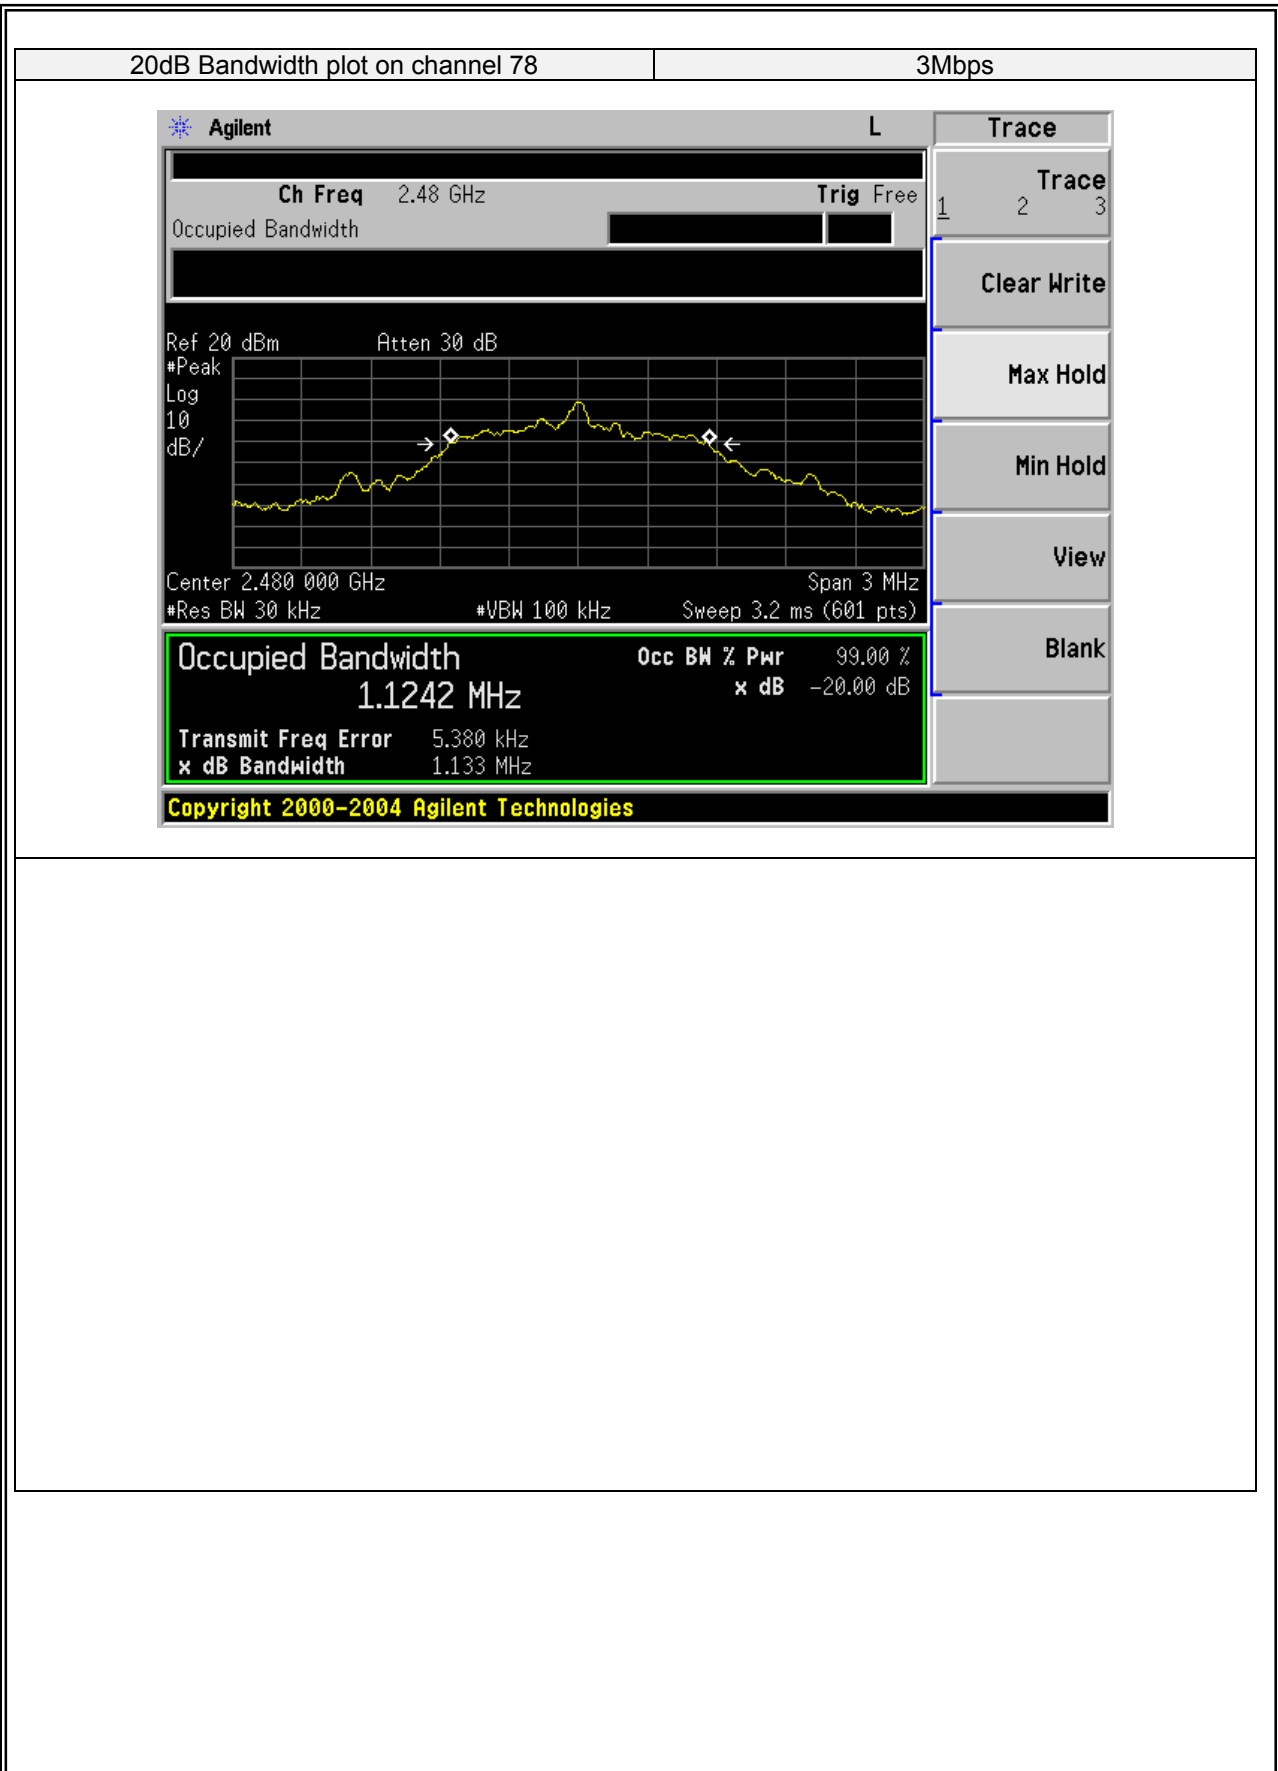 20dB Bandwidth plot on channel 78 3Mbps
Agilent L Trace
Ch Freq 2.48 GHz Trig Free
Occupied Bandwidth
Trace
1 2 3
Clear Write
Max Hold
Min Hold
View
Blank
Ref 20 dBm Atten 30 dB
#Peak
Log
10
dB/
Center 2.480 000 GHz Span 3 MHz
#Res BW 30 kHz #VBW 100 kHz Sweep 3.2 ms (601 pts)
Occupied Bandwidth Occ BW % Pwr 99.00 %
1.1242 MHz x dB -20.00 dB
Transmit Freq Error 5.380 kHz
x dB Bandwidth 1.133 MHz
Copyright 2000-2004 Agilent Technologies